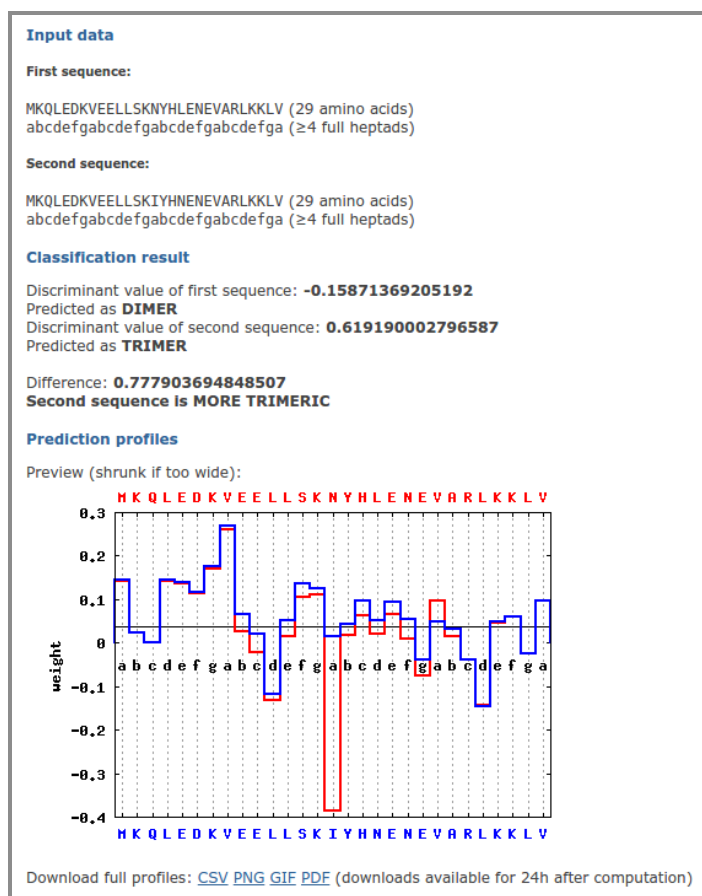 Input data
First sequence:
MKQLEDKVEELLSKNYHLENEVARLKKLV (29 amino acids)
abcdefgabcdefgabcdefgabcdefga (≥4 full heptads)
Second sequence:
MKQLEDKVEELLSKIYHNENEVARLKKLV (29 amino acids)
abcdefgabcdefgabcdefgabcdefga (≥4 full heptads)
Classification result
Discriminant value of first sequence: -0.15871369205192
Predicted as DIMER
Discriminant value of second sequence: 0.619190002796587
Predicted as TRIMER
Difference: 0.777903694848507
Second sequence is MORE TRIMERIC
Prediction profiles
Preview (shrunk if too wide):
M K Q L E D K V E E L L S K N Y H L E N E V A R L K K L V
0.3
0.2
0.1
0
a b c d e f g a b c d e f g a b c d e f g a b c d e f g a
weight
-0.1
-0.2
-0.3
-0.4
M K Q L E D K V E E L L S K I Y H N E N E V A R L K K L V
Download full profiles: CSV PNG GIF PDF (downloads available for 24h after computation)